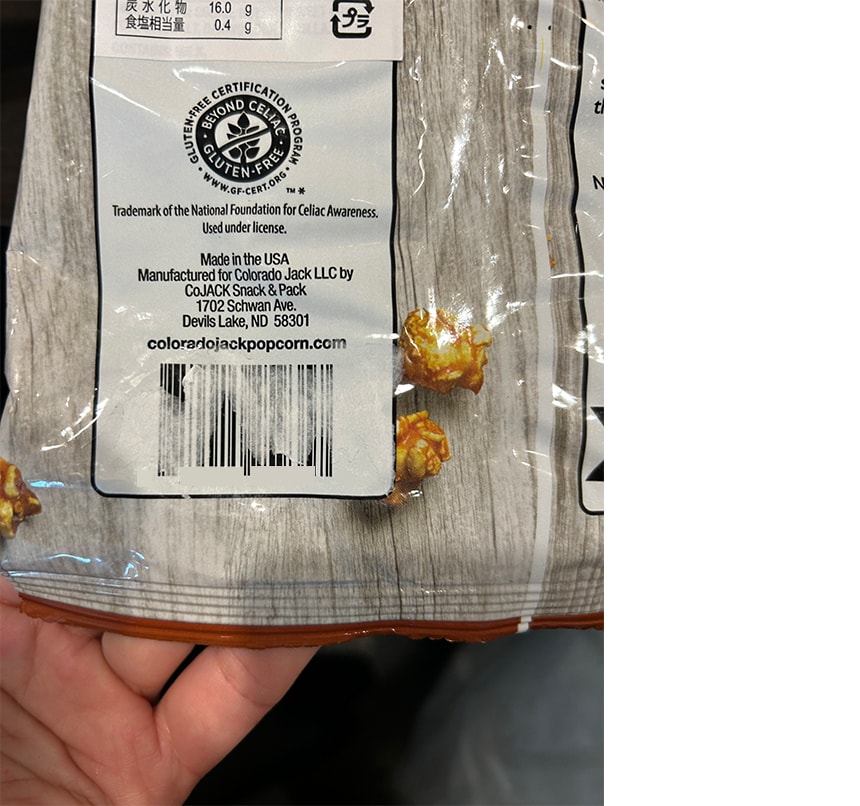 炭水化物 16.0 g
食塩相当量 0.4 g
プラ
GLUTEN-FREE CERTIFICATION PROGRAM
BEYOND CELIAC
GLUTEN-FREE
WWW.GF-CERT.ORG
TM *
Trademark of the National Foundation for Celiac Awareness.
Used under license.
Made in the USA
Manufactured for Colorado Jack LLC by
CoJACK Snack & Pack
1702 Schwan Ave.
Devils Lake, ND 58301
coloradojackpopcorn.com